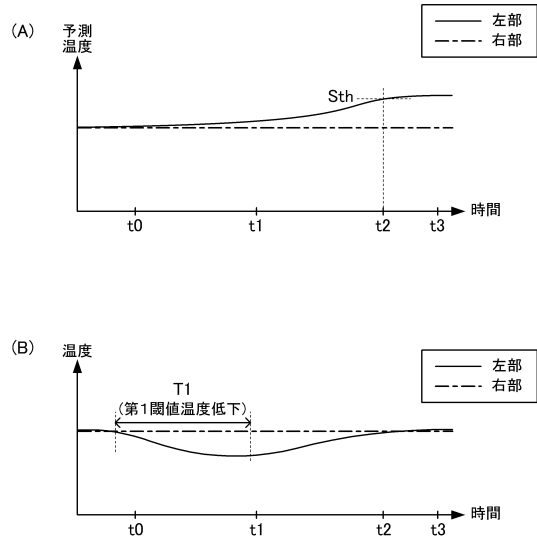 (A)
予測
温度
左部
右部
Sth
時間
t0
t1
t2
t3
(B)
温度
左部
右部
T1
(第1閾値温度低下)
時間
t0
t1
t2
t3